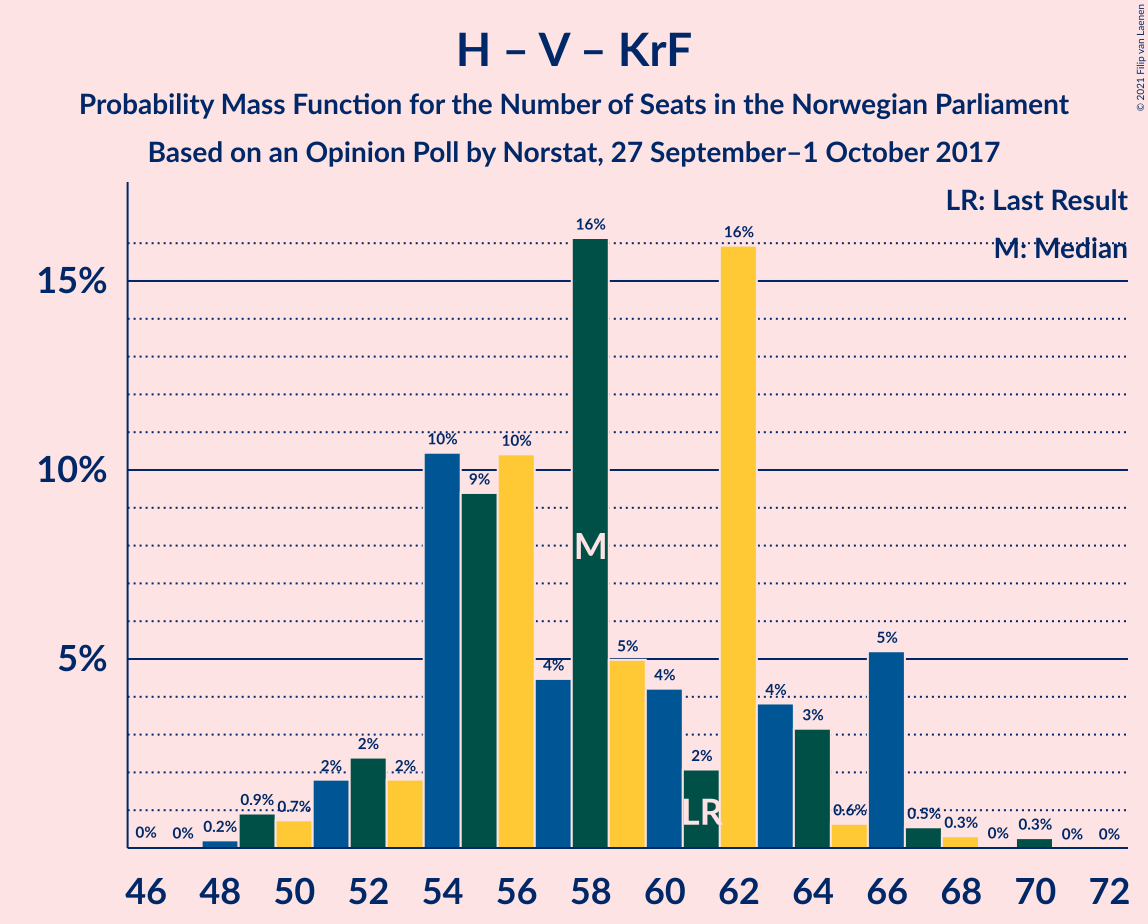 H – V – KrF
Probability Mass Function for the Number of Seats in the Norwegian Parliament
Based on an Opinion Poll by Norstat, 27 September–1 October 2017
© 2021 Filip van Laenen
LR: Last Result
M: Median
15%
10%
5%
0% 0% 0.2% 0.9% 0.7% 2% 2% 2% 10% 9% 10% 4% 16% 5% 4% 2% 16% 4% 3% 0.6% 5% 0.5% 0.3% 0% 0.3% 0% 0%
M
LR
46 48 50 52 54 56 58 60 62 64 66 68 70 72